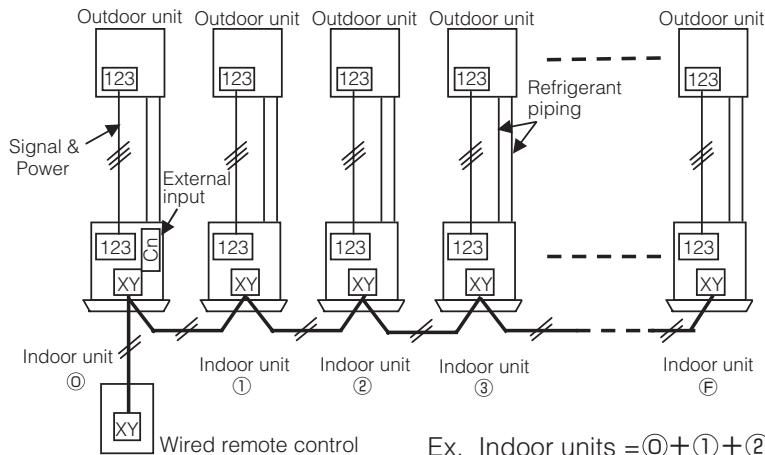 Outdoor unit Outdoor unit Outdoor unit Outdoor unit Outdoor unit
123 123 123 123 123
Signal &
Power
Refrigerant
piping
External
input
123 Cn 123 123 123 123
XY XY XY XY XY
Indoor unit
⓪
Indoor unit
①
Indoor unit
②
Indoor unit
③
Indoor unit
Ⓕ
XY
Wired remote control
Ex. Indoor units =⓪+①+②